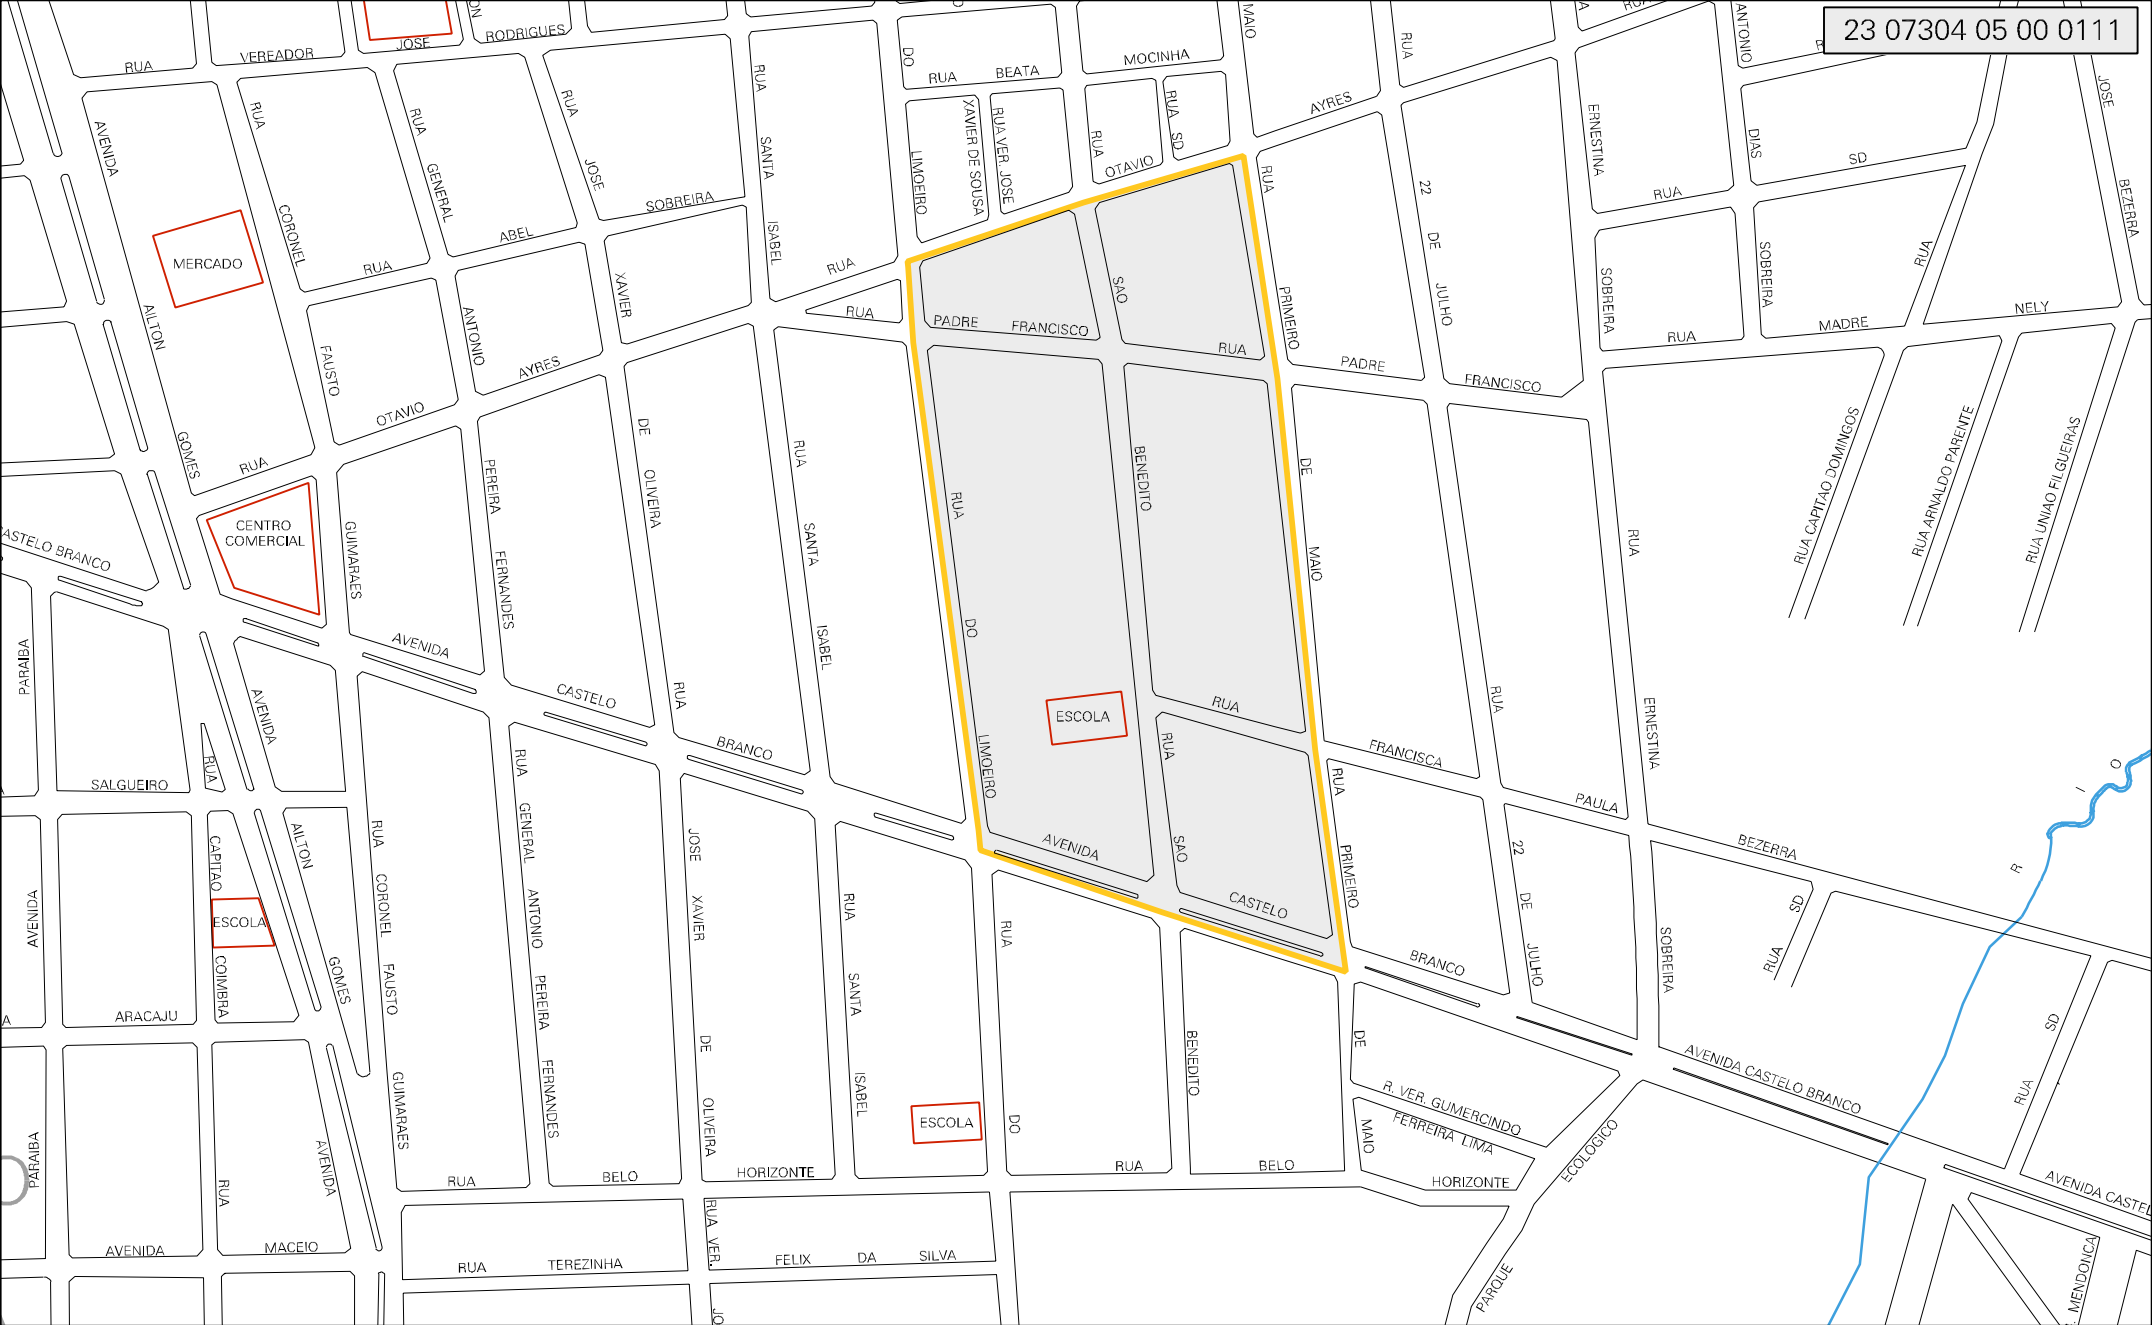 23 07304 05 00 0111
RUA
VEREADOR
JOSE
RODRIGUES
RUA
BEATA
MOCINHA
AVENIDA
AILTON
GOMES
RUA
CORONEL
FAUSTO
GUIMARAES
RUA
GENERAL
ANTONIO
PEREIRA
FERNANDES
RUA
JOSE
XAVIER
DE
OLIVEIRA
RUA
SANTA
ISABEL
DO
LIMOEIRO
XAVIER DE SOUSA
RUA VER. JOSE
RUA
RUA
SD
OTAVIO
MAIO
AYRES
RUA
RUA
22
DE
JULHO
ERNESTINA
SOBREIRA
ANTONIO
DIAS
SOBREIRA
RUA
SD
RUA
JOSE
BEZERRA
MERCADO
RUA
ABEL
SOBREIRA
RUA
RUA
PADRE
FRANCISCO
SAO
RUA
PRIMEIRO
PADRE
FRANCISCO
RUA
MADRE
NELY
RUA
OTAVIO
AYRES
CENTRO
COMERCIAL
CASTELO BRANCO
RUA
SANTA
ISABEL
RUA
DO
LIMOEIRO
BENEDITO
DE
MAIO
RUA
RUA CAPITAO DOMINGOS
RUA ARNALDO PARENTE
RUA UNIAO FILGUEIRAS
PARAIBA
AVENIDA
AVENIDA
CASTELO
RUA
BRANCO
ESCOLA
RUA
FRANCISCA
PAULA
BEZERRA
RUA
ERNESTINA
SOBREIRA
RIO
SALGUEIRO
RUA
CAPITAO
COIMBRA
ESCOLA
AILTON
GOMES
AVENIDA
RUA
CORONEL
FAUSTO
GUIMARAES
RUA
GENERAL
ANTONIO
PEREIRA
FERNANDES
JOSE
XAVIER
DE
OLIVEIRA
RUA
SANTA
ISABEL
AVENIDA
RUA
SAO
CASTELO
RUA
PRIMEIRO
BRANCO
22
DE
JULHO
RUA
SD
RUA
DO
BENEDITO
DE
MAIO
AVENIDA
PARAIBA
ARACAJU
ESCOLA
R. VER. GUMERCINDO
FERREIRA LIMA
AVENIDA CASTELO BRANCO
RUA
SD
ECOLOGICO
PARQUE
RUA
BELO
HORIZONTE
RUA
BELO
HORIZONTE
RUA
AVENIDA
MACEIO
RUA
TEREZINHA
RUA VER.
FELIX
DA
SILVA
MENDONCA